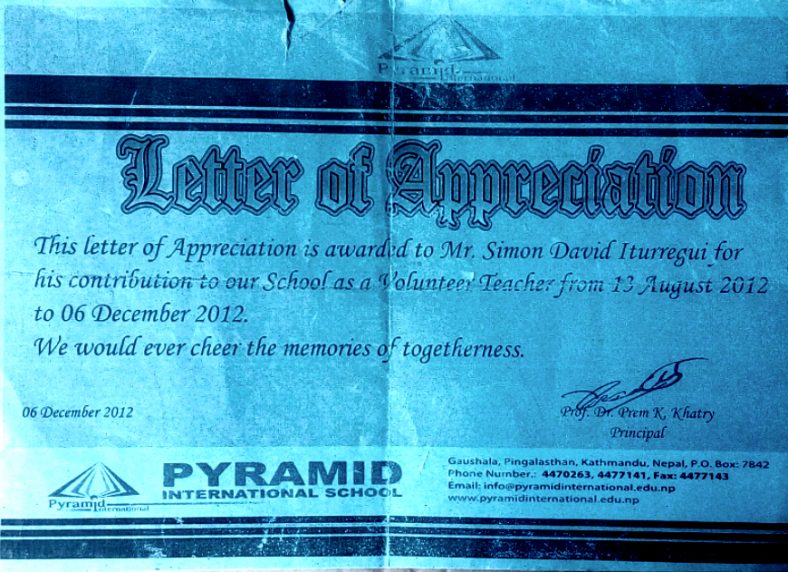 Pyramid
International
Letter of Appreciation
This letter of Appreciation is awarded to Mr. Simon David Iturregui for
his contribution to our School as a Volunteer Teacher from 13 August 2012
to 06 December 2012.
We would ever cheer the memories of togetherness.
06 December 2012
Prof. Dr. Prem K, Khatry
Principal
Pyramid
International
PYRAMID
INTERNATIONAL SCHOOL
Gaushala, Pingalasthan, Kathmandu, Nepal, P.O. Box: 7842
Phone Number.: 4470263, 4477141, Fax: 4477143
Email: info@pyramidinternational.edu.np
www.pyramidinternational.edu.np